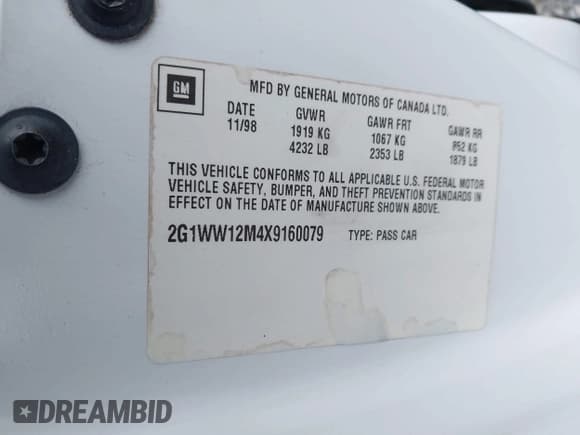 GM
MFD BY GENERAL MOTORS OF CANADA LTD.
DATE GVWR GAWR FRT GAWR RR
11/98 1919 KG 1067 KG 852 KG
4232 LB 2353 LB 1879 LB
THIS VEHICLE CONFORMS TO ALL APPLICABLE U.S. FEDERAL MOTOR
VEHICLE SAFETY, BUMPER, AND THEFT PREVENTION STANDARDS IN
EFFECT ON THE DATE OF MANUFACTURE SHOWN ABOVE.
2G1WW12M4X9160079 TYPE: PASS CAR
DREAMBID